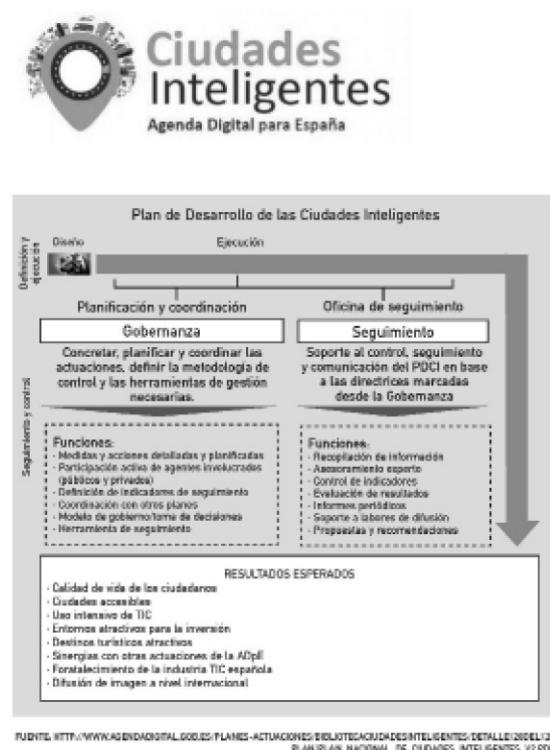 Ciudades
Inteligentes
Agenda Digital para España
Plan de Desarrollo de las Ciudades Inteligentes
Definición y
ejecución
Diseño
Ejecución
Planificación y coordinación
Gobernanza
Concretar, planificar y coordinar las
actuaciones, definir la metodología de
control y las herramientas de gestión
necesarias.
Oficina de seguimiento
Seguimiento
Soporte al control, seguimiento
y comunicación del PDCI en base
a las directrices marcadas
desde la Gobernanza
Seguimiento y control
Funciones:
- Medidas y acciones detalladas y planificadas
- Participación activa de agentes involucrados
(públicos y privados)
- Definición de indicadores de seguimiento
- Coordinación con otros planes
- Modelo de gobierno/toma de decisiones
- Herramienta de seguimiento
Funciones:
- Recopilación de información
- Asesoramiento experto
- Control de indicadores
- Evaluación de resultados
- Informes periódicos
- Soporte a labores de difusión
- Propuestas y recomendaciones
RESULTADOS ESPERADOS
- Calidad de vida de los ciudadanos
- Ciudades accesibles
- Uso intensivo de TIC
- Entornos atractivos para la inversión
- Destinos turísticos atractivos
- Sinergias con otras actuaciones de la ADpE
- Foratalecimiento de la industria TIC española
- Difusión de imagen a nivel internacional
FUENTE: HTTP://WWW.AGENDADIGITAL.GOB.ES/PLANES-ACTUACIONES/BIBLIOTECACIUDADESINTELIGENTES/DETALLE%20DEL%2
PLAN/PLAN_NACIONAL_DE_CIUDADES_INTELIGENTES_V2.PD